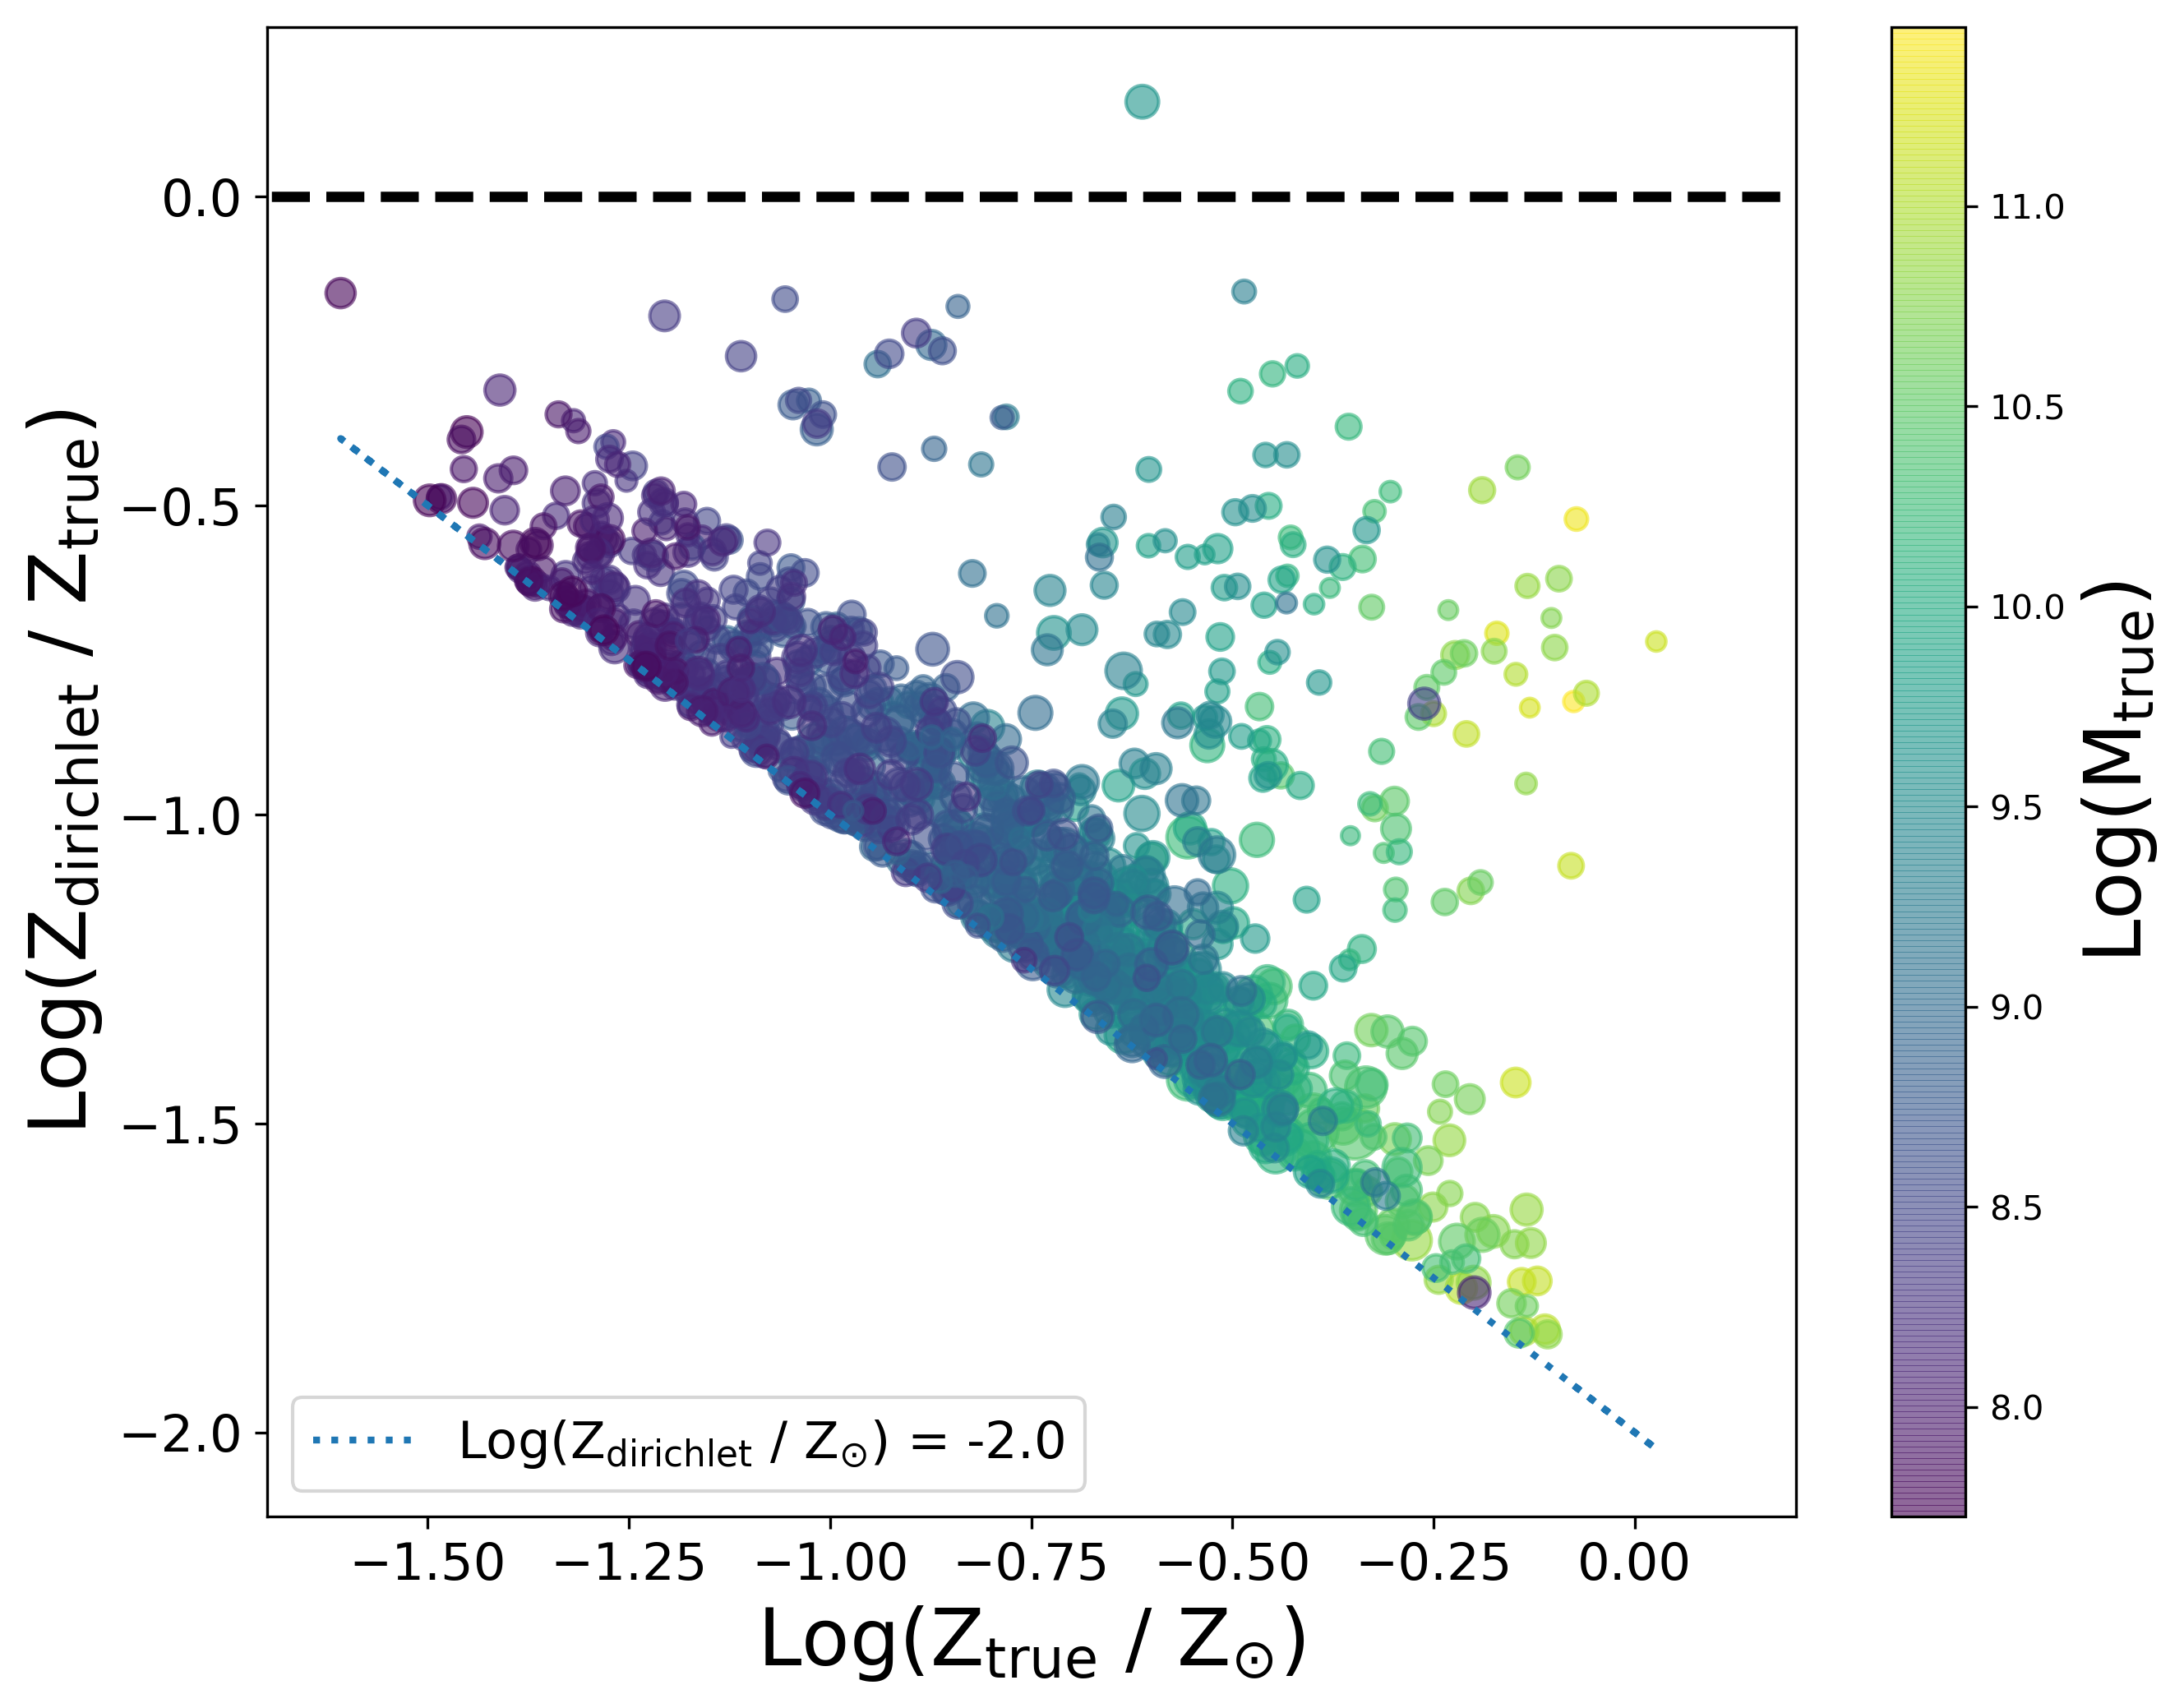 Log(Z_dirichlet / Z_true)
0.0
−0.5
−1.0
−1.5
−2.0
Log(Z_dirichlet / Z_⊙) = -2.0
−1.50 −1.25 −1.00 −0.75 −0.50 −0.25 0.00
Log(Z_true / Z_⊙)
11.0
10.5
10.0
9.5
9.0
8.5
8.0
Log(M_true)